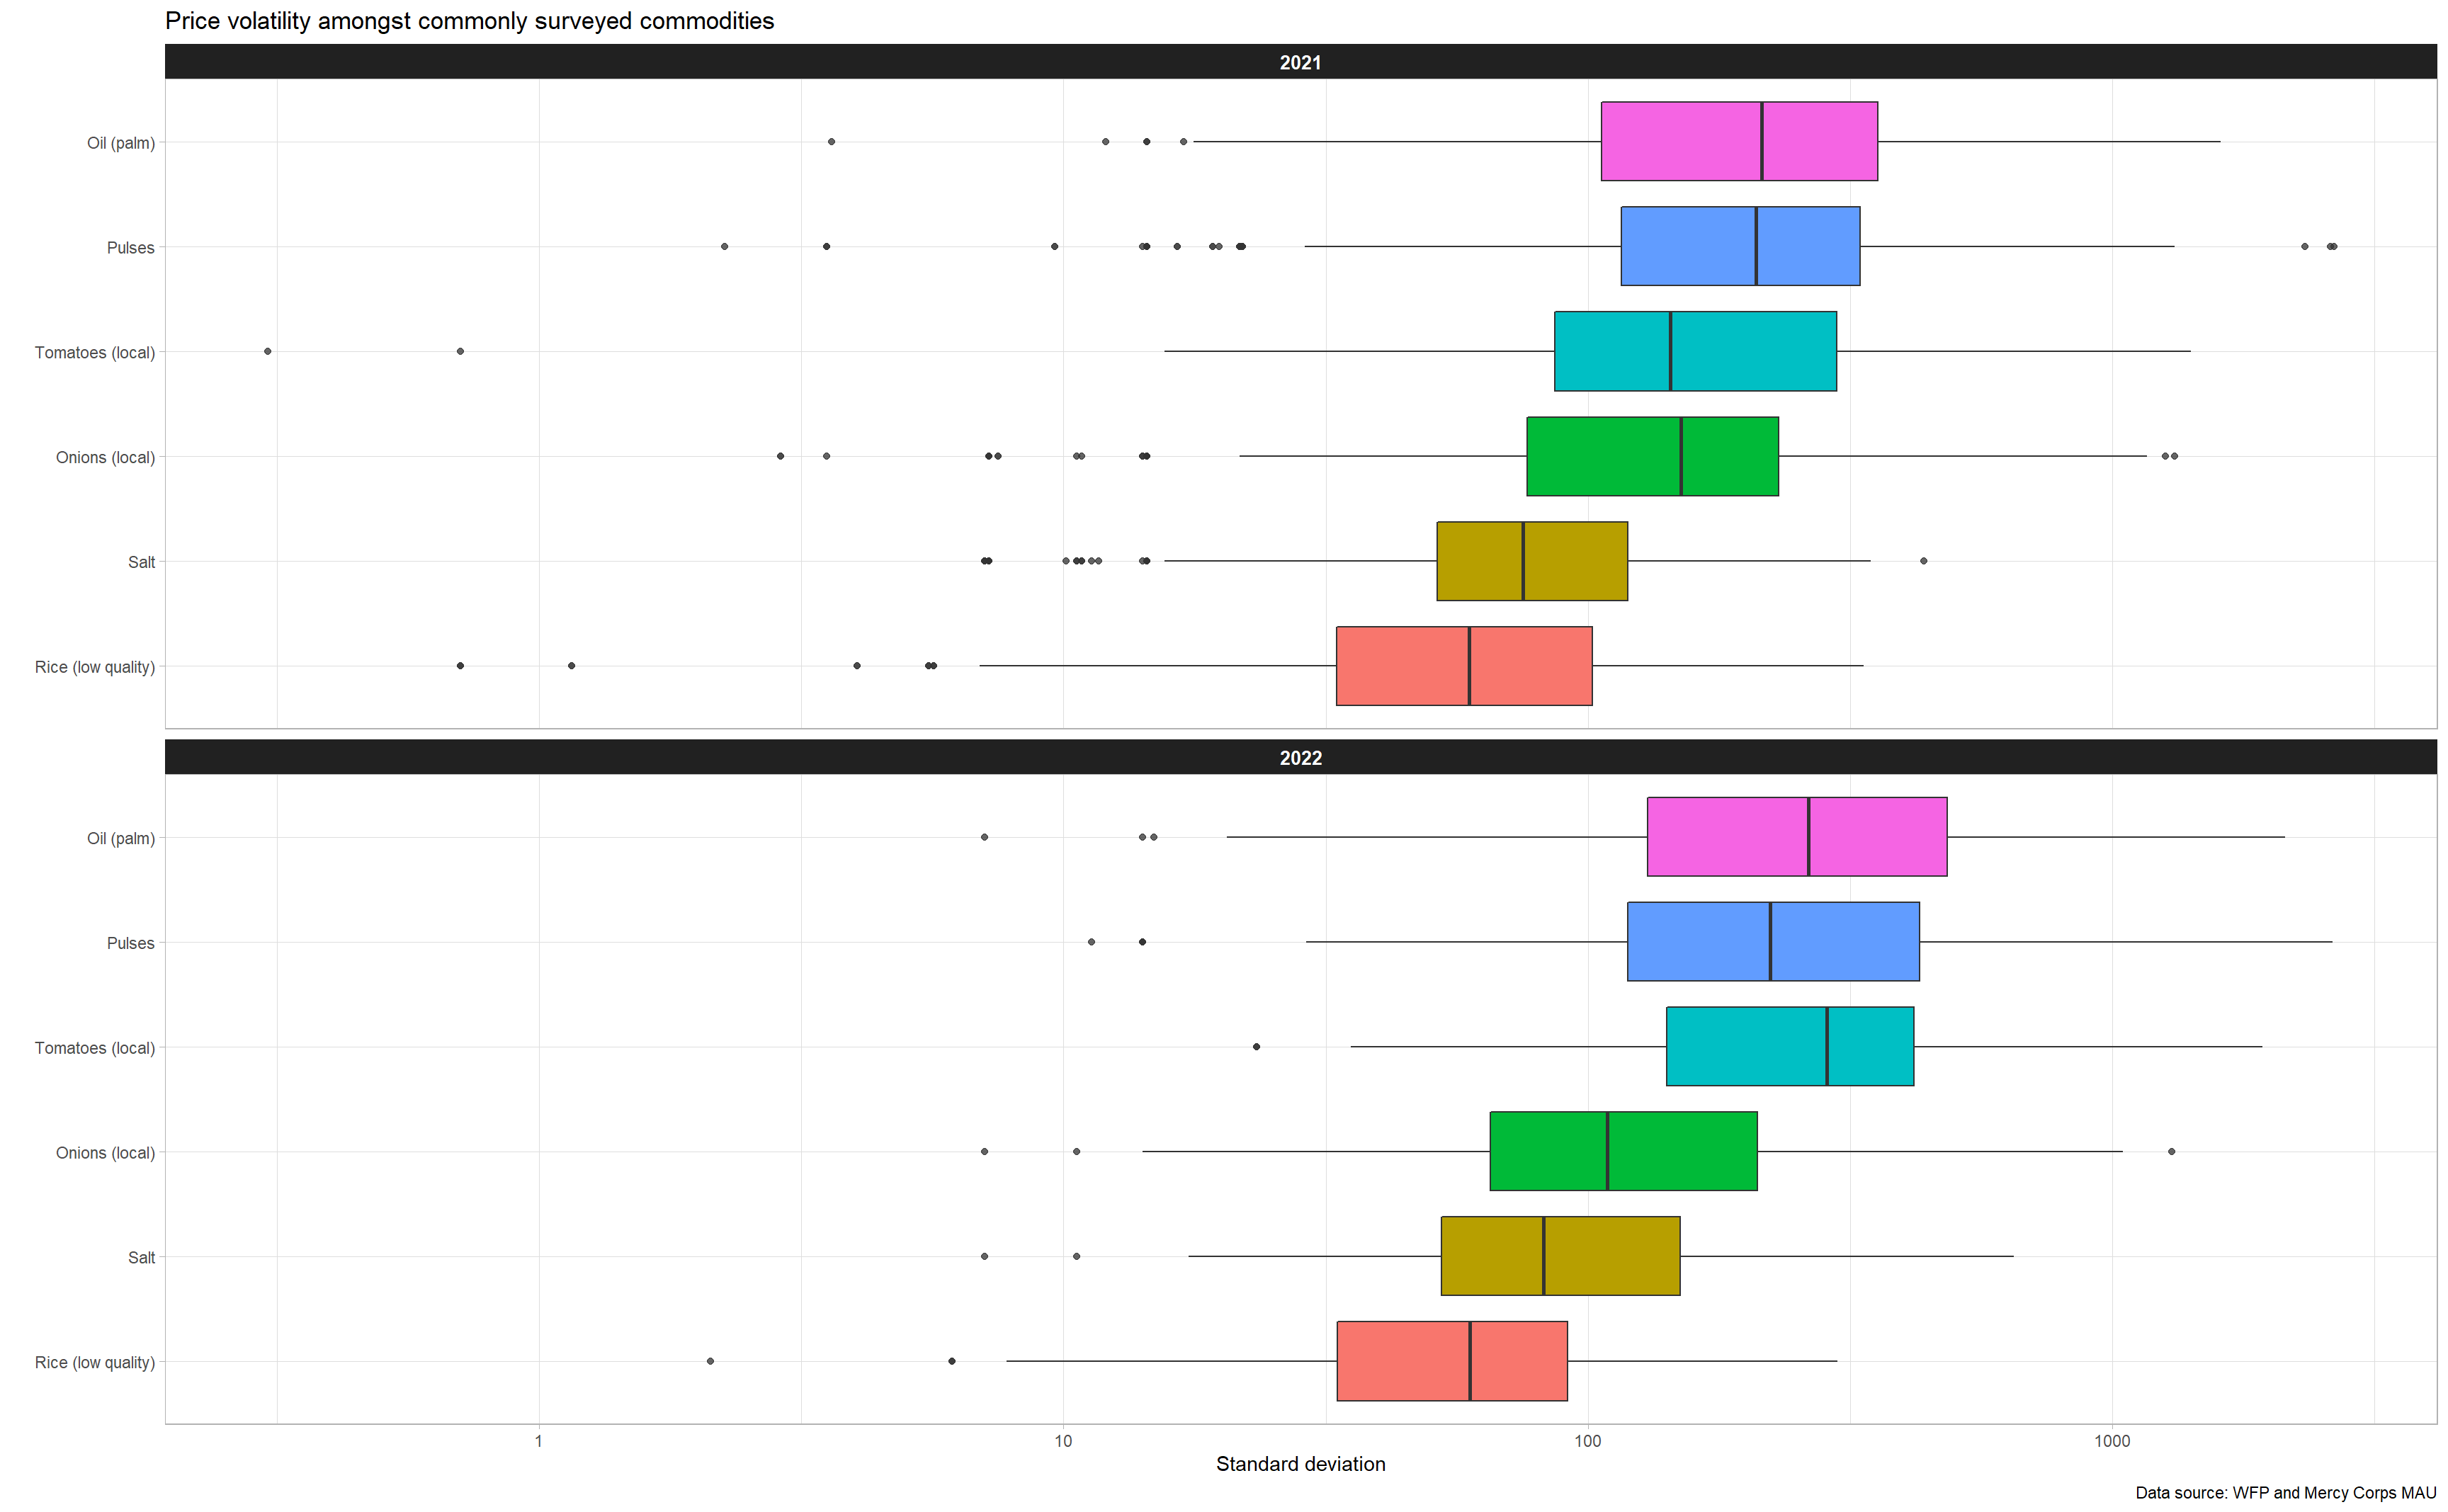 Price volatility amongst commonly surveyed commodities
2021
Oil (palm)
Pulses
Tomatoes (local)
Onions (local)
Salt
Rice (low quality)
2022
Oil (palm)
Pulses
Tomatoes (local)
Onions (local)
Salt
Rice (low quality)
1 10 100 1000
Standard deviation
Data source: WFP and Mercy Corps MAU